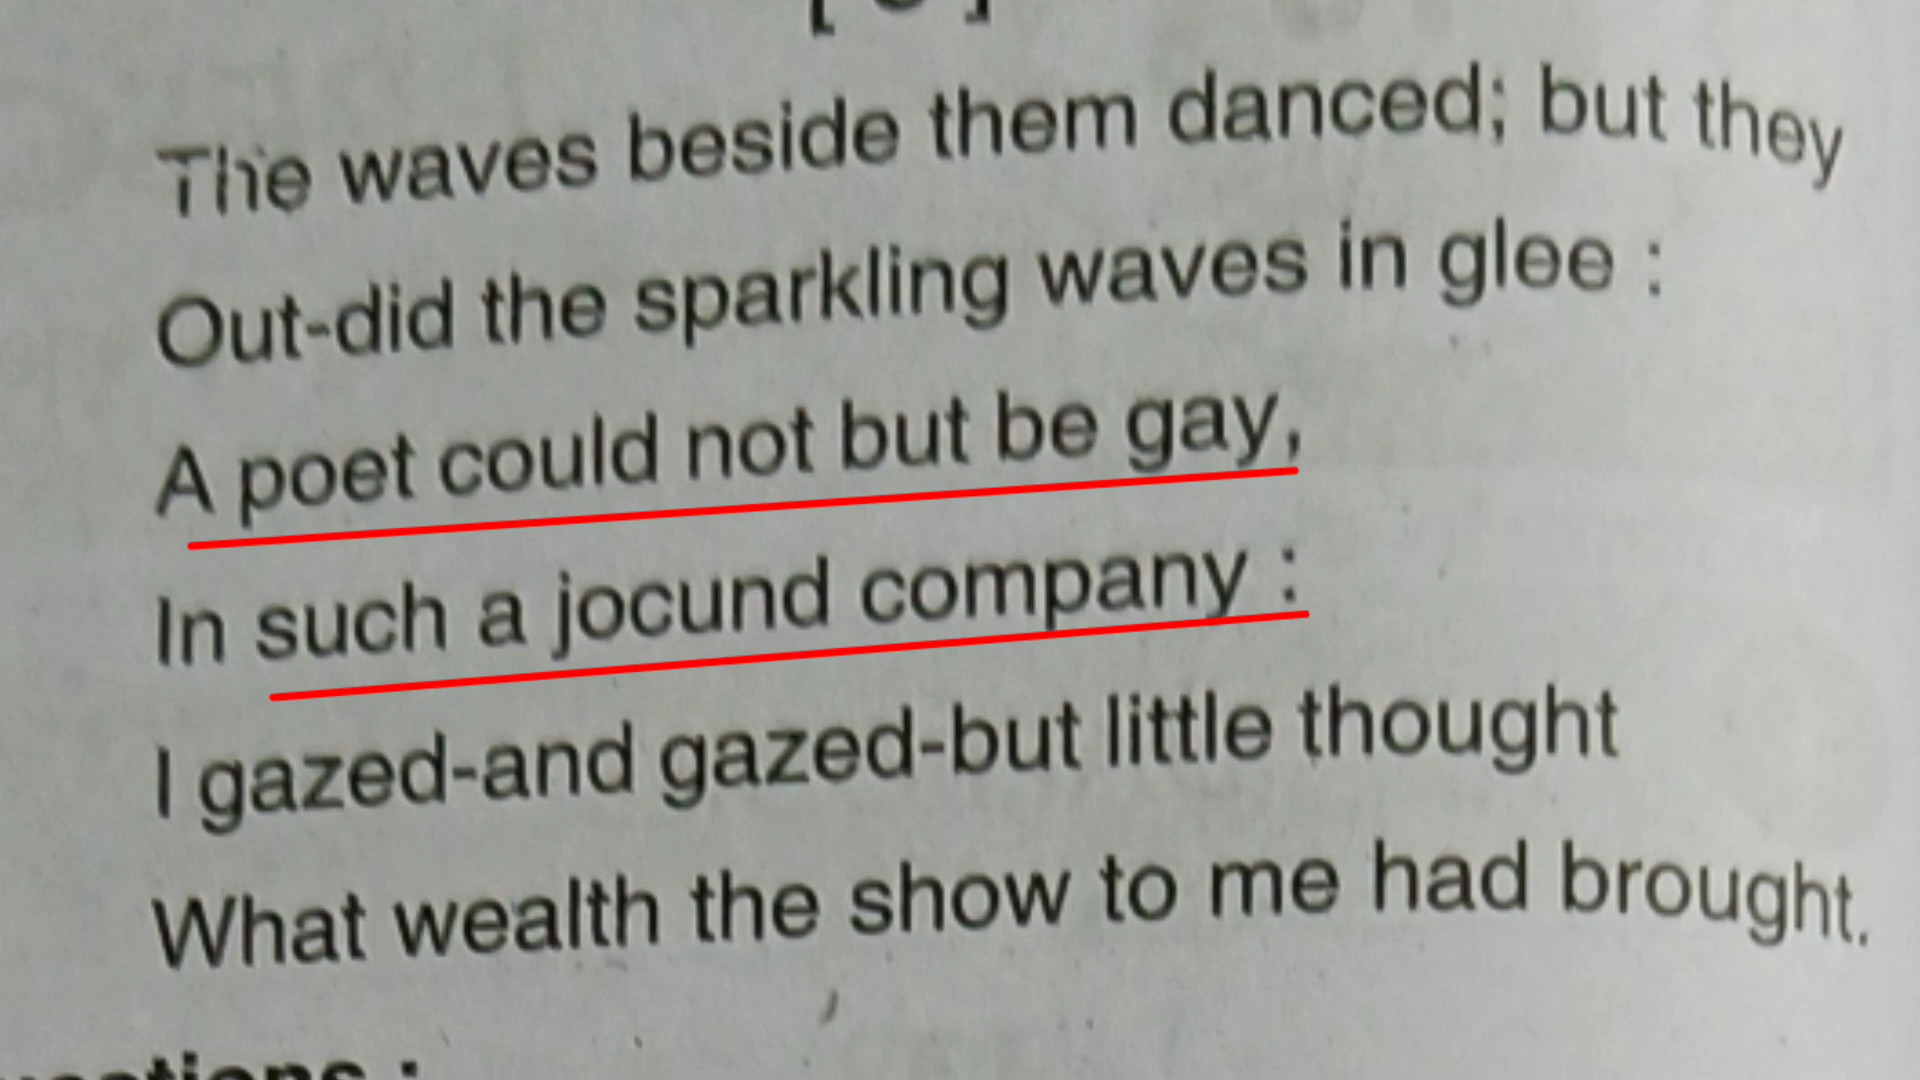 The waves beside them danced; but they
Out-did the sparkling waves in glee :
A poet could not but be gay,
In such a jocund company :
I gazed-and gazed-but little thought
What wealth the show to me had brought.